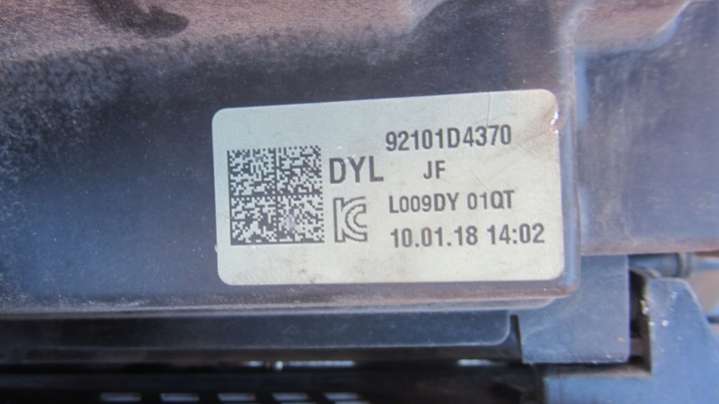 92101D4370
DYL JF
L009DY 01QT
10.01.18 14:02